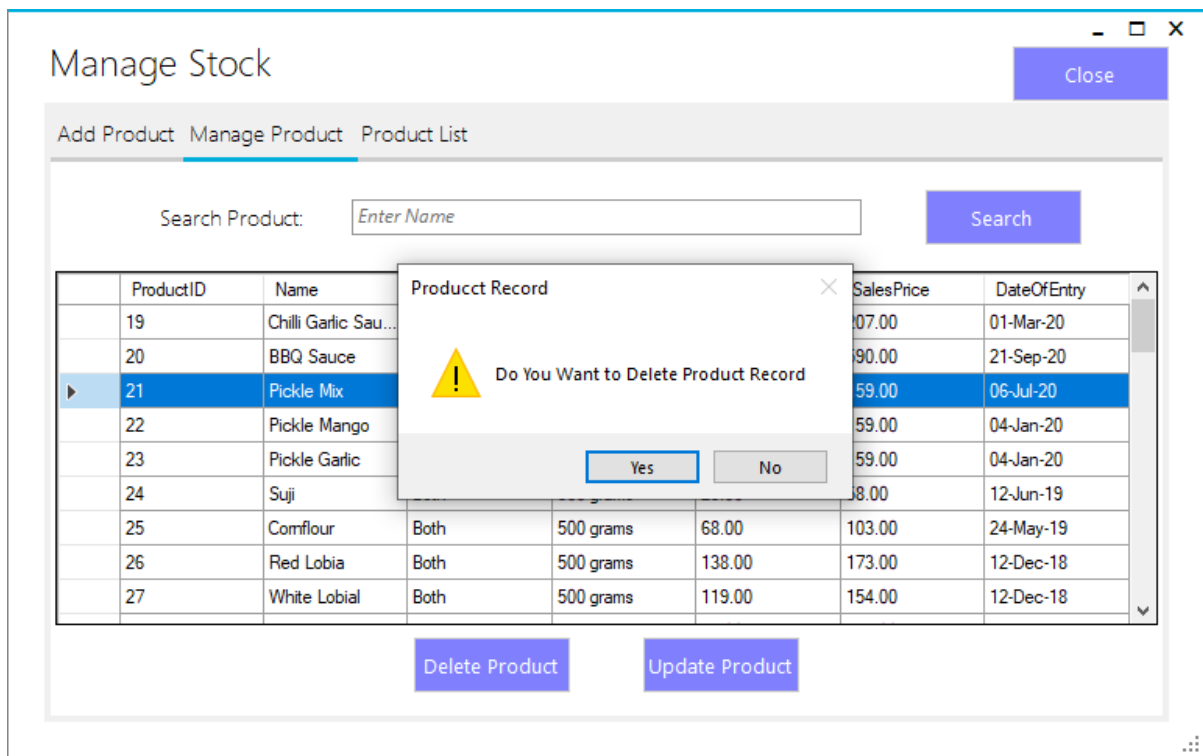 Manage Stock
Close
Add Product Manage Product Product List
Search Product: Enter Name Search
ProductID Name SalesPrice DateOfEntry
19 Chilli Garlic Sau... 01-Mar-20
20 BBQ Sauce 21-Sep-20
21 Pickle Mix 06-Jul-20
22 Pickle Mango 04-Jan-20
23 Pickle Garlic 04-Jan-20
24 Suji 12-Jun-19
25 Cornflour Both 500 grams 68.00 103.00 24-May-19
26 Red Lobia Both 500 grams 138.00 173.00 12-Dec-18
27 White Lobial Both 500 grams 119.00 154.00 12-Dec-18
Producct Record
Do You Want to Delete Product Record
Yes No
Delete Product Update Product